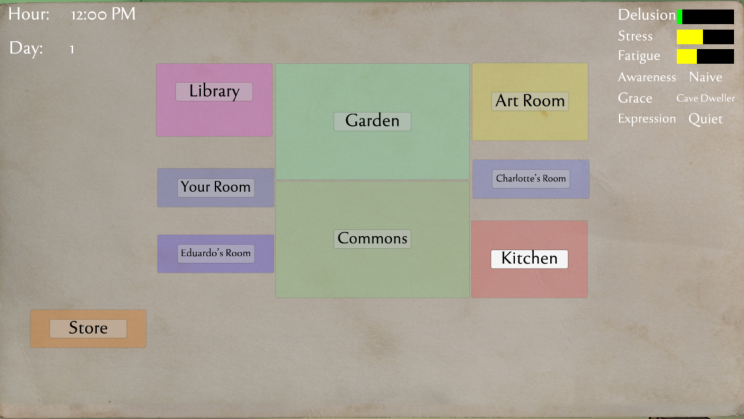 Hour: 12:00 PM
Day: 1
Delusion
Stress
Fatigue
Awareness Naive
Grace Cave Dweller
Expression Quiet
Library
Garden
Art Room
Your Room
Charlotte's Room
Eduardo's Room
Commons
Kitchen
Store